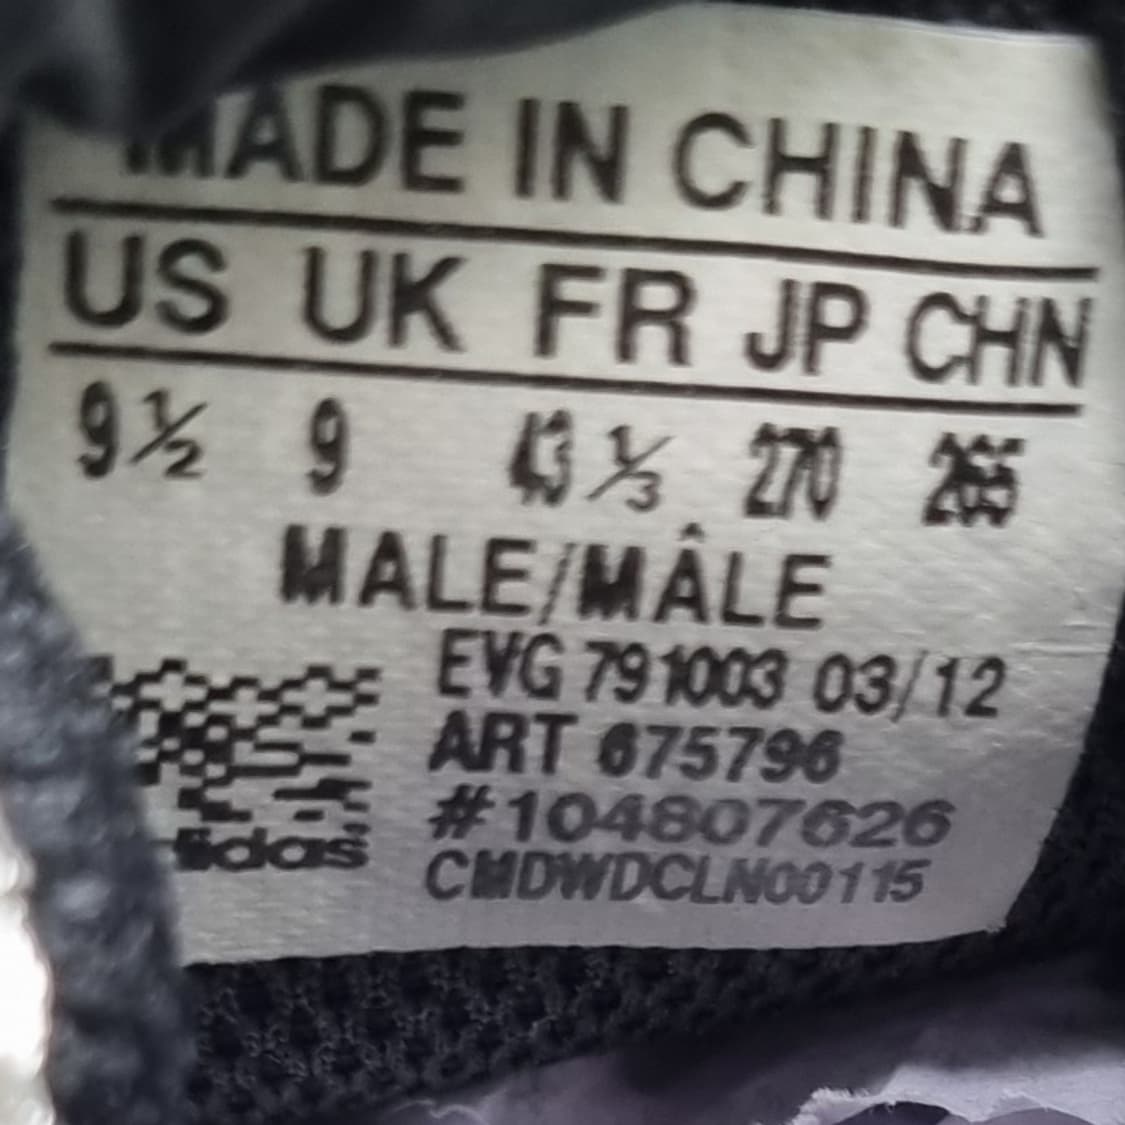 MADE IN CHINA
US UK FR JP CHN
9½ 9 43⅓ 270 265
MALE/MÂLE
EVG 791003 03/12
ART 675796
#104807626
CMDWDCLN00115
adidas